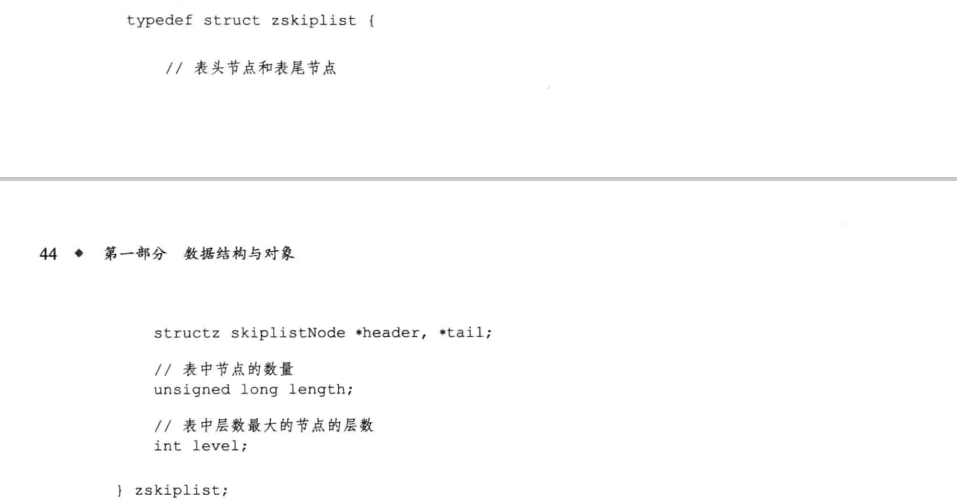 typedef struct zskiplist {
// 表头节点和表尾节点
44 ◆ 第一部分 数据结构与对象
structz skiplistNode *header, *tail;
// 表中节点的数量
unsigned long length;
// 表中层数最大的节点的层数
int level;
} zskiplist;